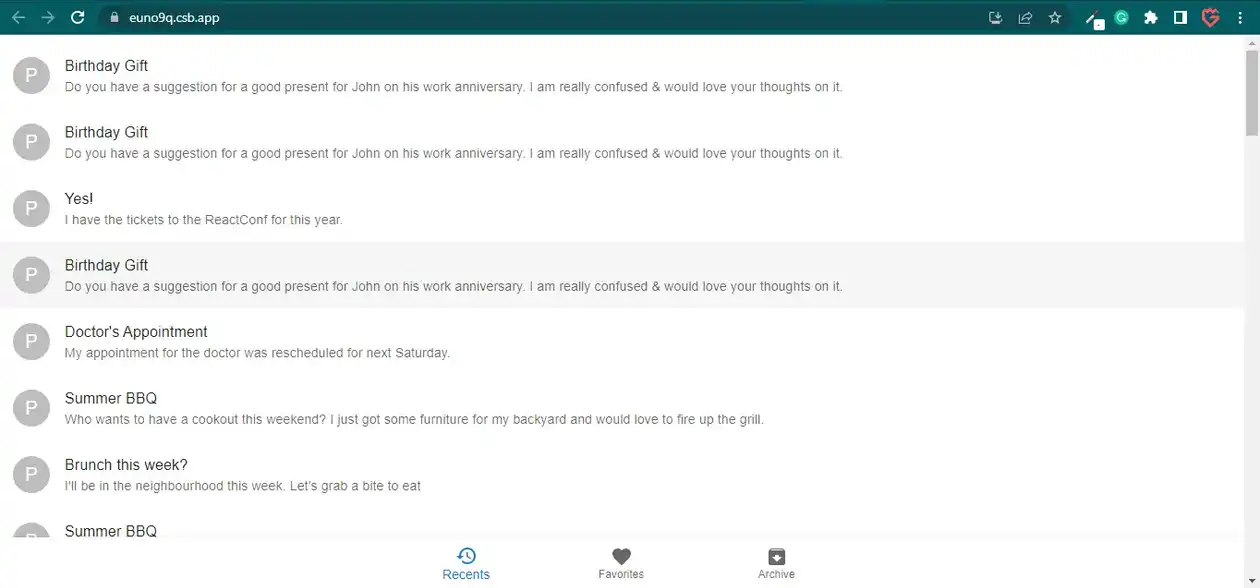 euno9q.csb.app
P
Birthday Gift
Do you have a suggestion for a good present for John on his work anniversary. I am really confused & would love your thoughts on it.
P
Birthday Gift
Do you have a suggestion for a good present for John on his work anniversary. I am really confused & would love your thoughts on it.
P
Yes!
I have the tickets to the ReactConf for this year.
P
Birthday Gift
Do you have a suggestion for a good present for John on his work anniversary. I am really confused & would love your thoughts on it.
P
Doctor's Appointment
My appointment for the doctor was rescheduled for next Saturday.
P
Summer BBQ
Who wants to have a cookout this weekend? I just got some furniture for my backyard and would love to fire up the grill.
P
Brunch this week?
I'll be in the neighbourhood this week. Let's grab a bite to eat
P
Summer BBQ
Recents Favorites Archive